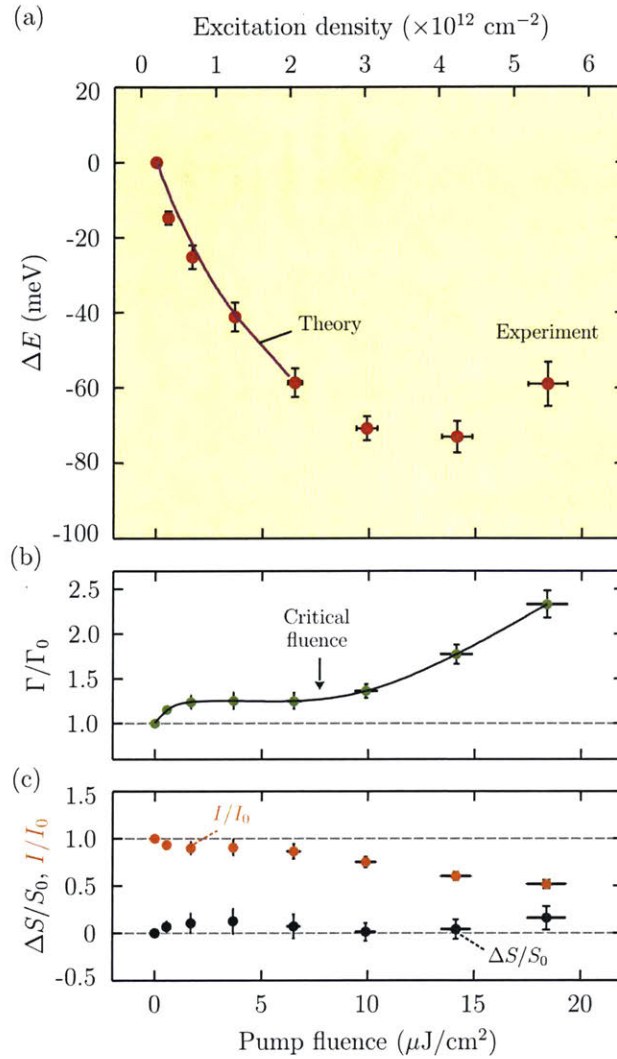 (a)
Excitation density (×10¹² cm⁻²)
0 1 2 3 4 5 6
20
0
-20
-40
-60
-80
-100
ΔE (meV)
Theory
Experiment
(b)
2.5
2.0
1.5
1.0
Γ/Γ₀
Critical
fluence
(c)
1.5
1.0
0.5
0
-0.5
ΔS/S₀, I/I₀
I/I₀
ΔS/S₀
0 5 10 15 20
Pump fluence (μJ/cm²)